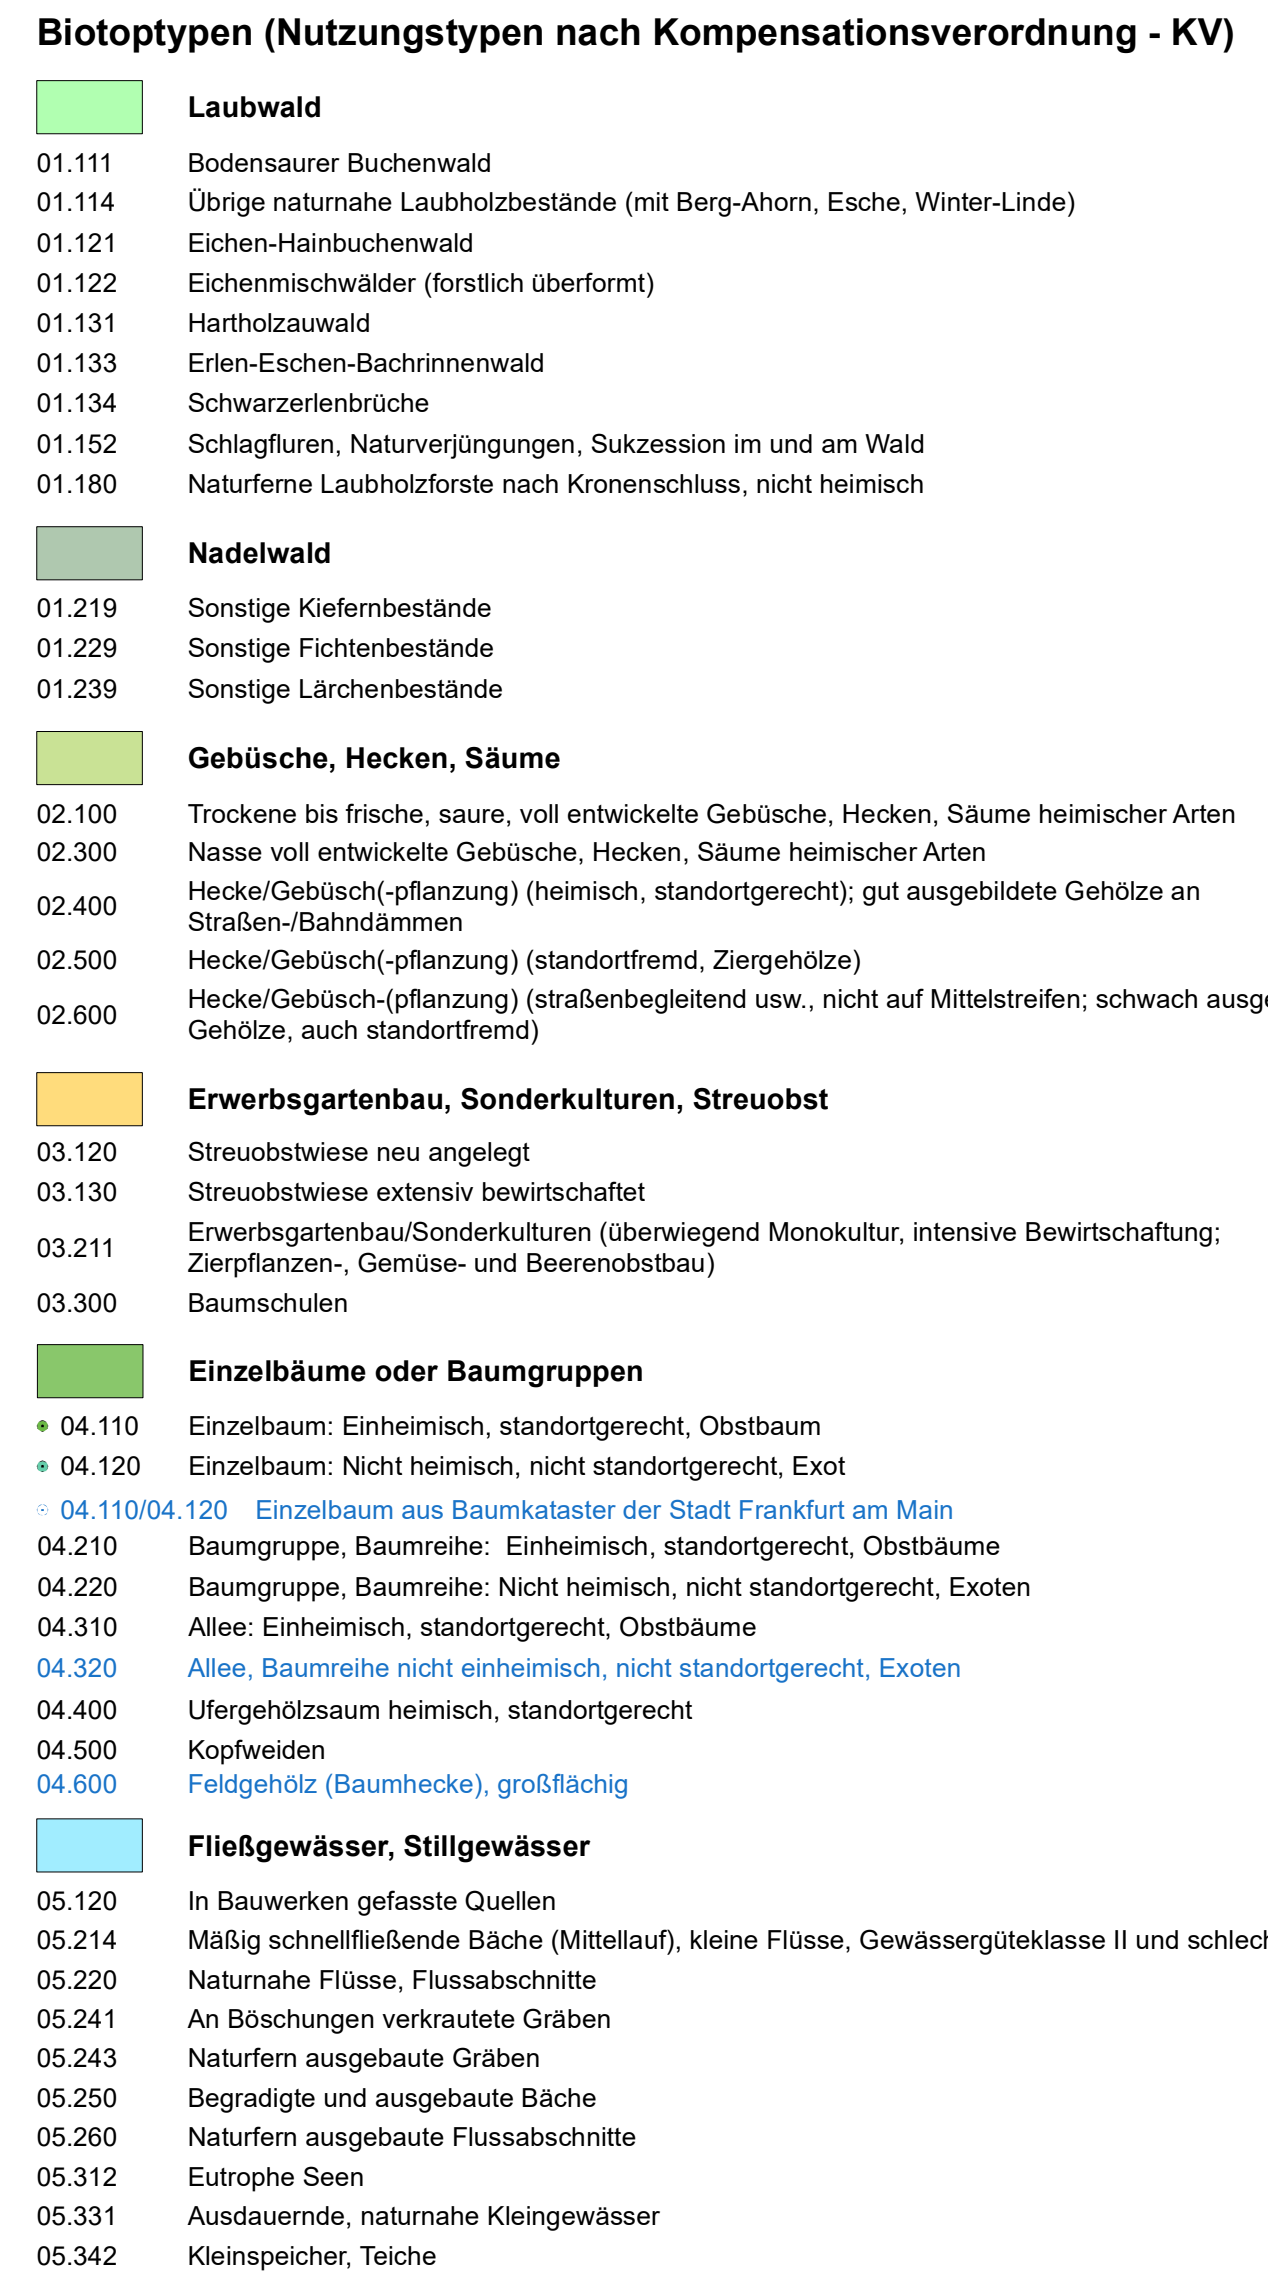 Biotoptypen (Nutzungstypen nach Kompensationsverordnung - KV)
Laubwald
01.111 Bodensaurer Buchenwald
01.114 Übrige naturnahe Laubholzbestände (mit Berg-Ahorn, Esche, Winter-Linde)
01.121 Eichen-Hainbuchenwald
01.122 Eichenmischwälder (forstlich überformt)
01.131 Hartholzauwald
01.133 Erlen-Eschen-Bachrinnenwald
01.134 Schwarzerlenbrüche
01.152 Schlagfluren, Naturverjüngungen, Sukzession im und am Wald
01.180 Naturferne Laubholzforste nach Kronenschluss, nicht heimisch
Nadelwald
01.219 Sonstige Kiefernbestände
01.229 Sonstige Fichtenbestände
01.239 Sonstige Lärchenbestände
Gebüsche, Hecken, Säume
02.100 Trockene bis frische, saure, voll entwickelte Gebüsche, Hecken, Säume heimischer Arten
02.300 Nasse voll entwickelte Gebüsche, Hecken, Säume heimischer Arten
02.400 Hecke/Gebüsch(-pflanzung) (heimisch, standortgerecht); gut ausgebildete Gehölze an
Straßen-/Bahndämmen
02.500 Hecke/Gebüsch(-pflanzung) (standortfremd, Ziergehölze)
02.600 Hecke/Gebüsch-(pflanzung) (straßenbegleitend usw., nicht auf Mittelstreifen; schwach
Gehölze, auch standortfremd)
Erwerbsgartenbau, Sonderkulturen, Streuobst
03.120 Streuobstwiese neu angelegt
03.130 Streuobstwiese extensiv bewirtschaftet
03.211 Erwerbsgartenbau/Sonderkulturen (überwiegend Monokultur, intensive Bewirtschaftung;
Zierpflanzen-, Gemüse- und Beerenobstbau)
03.300 Baumschulen
Einzelbäume oder Baumgruppen
04.110 Einzelbaum: Einheimisch, standortgerecht, Obstbaum
04.120 Einzelbaum: Nicht heimisch, nicht standortgerecht, Exot
04.110/04.120 Einzelbaum aus Baumkataster der Stadt Frankfurt am Main
04.210 Baumgruppe, Baumreihe: Einheimisch, standortgerecht, Obstbäume
04.220 Baumgruppe, Baumreihe: Nicht heimisch, nicht standortgerecht, Exoten
04.310 Allee: Einheimisch, standortgerecht, Obstbäume
04.320 Allee, Baumreihe nicht einheimisch, nicht standortgerecht, Exoten
04.400 Ufergehölzsaum heimisch, standortgerecht
04.500 Kopfweiden
04.600 Feldgehölz (Baumhecke), großflächig
Fließgewässer, Stillgewässer
05.120 In Bauwerken gefasste Quellen
05.214 Mäßig schnellfließende Bäche (Mittellauf), kleine Flüsse, Gewässergüteklasse II und
05.220 Naturnahe Flüsse, Flussabschnitte
05.241 An Böschungen verkrautete Gräben
05.243 Naturfern ausgebaute Gräben
05.250 Begradigte und ausgebaute Bäche
05.260 Naturfern ausgebaute Flussabschnitte
05.312 Eutrophe Seen
05.331 Ausdauernde, naturnahe Kleingewässer
05.342 Kleinspeicher, Teiche